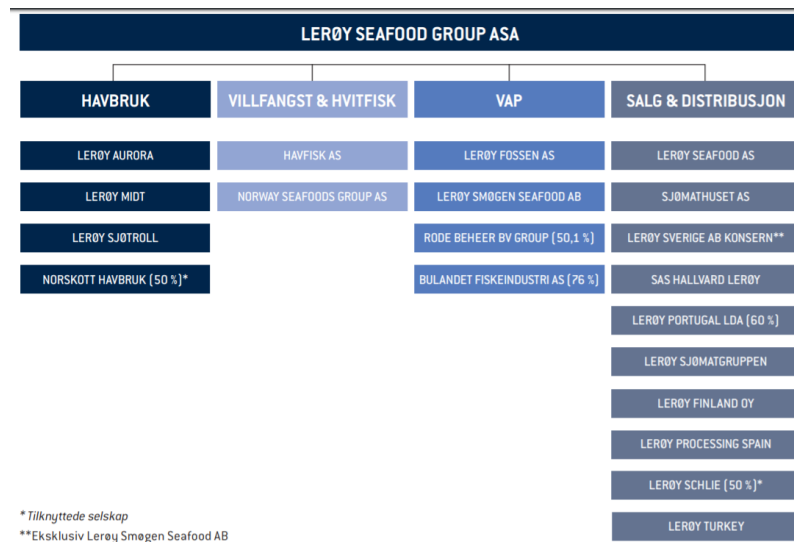 LERØY SEAFOOD GROUP ASA
HAVBRUK
LERØY AURORA
LERØY MIDT
LERØY SJØTROLL
NORSKOTT HAVBRUK (50 %)*
VILLFANGST & HVITFISK
HAVFISK AS
NORWAY SEAFOODS GROUP AS
VAP
LERØY FOSSEN AS
LERØY SMØGEN SEAFOOD AB
RODE BEHEER BV GROUP (50,1 %)
BULANDET FISKEINDUSTRI AS (76 %)
SALG & DISTRIBUSJON
LERØY SEAFOOD AS
SJØMATHUSET AS
LERØY SVERIGE AB KONSERN**
SAS HALLVARD LERØY
LERØY PORTUGAL LDA (60 %)
LERØY SJØMATGRUPPEN
LERØY FINLAND OY
LERØY PROCESSING SPAIN
LERØY SCHLIE (50 %)*
LERØY TURKEY
* Tilknyttede selskap
**Eksklusiv Lerøy Smøgen Seafood AB